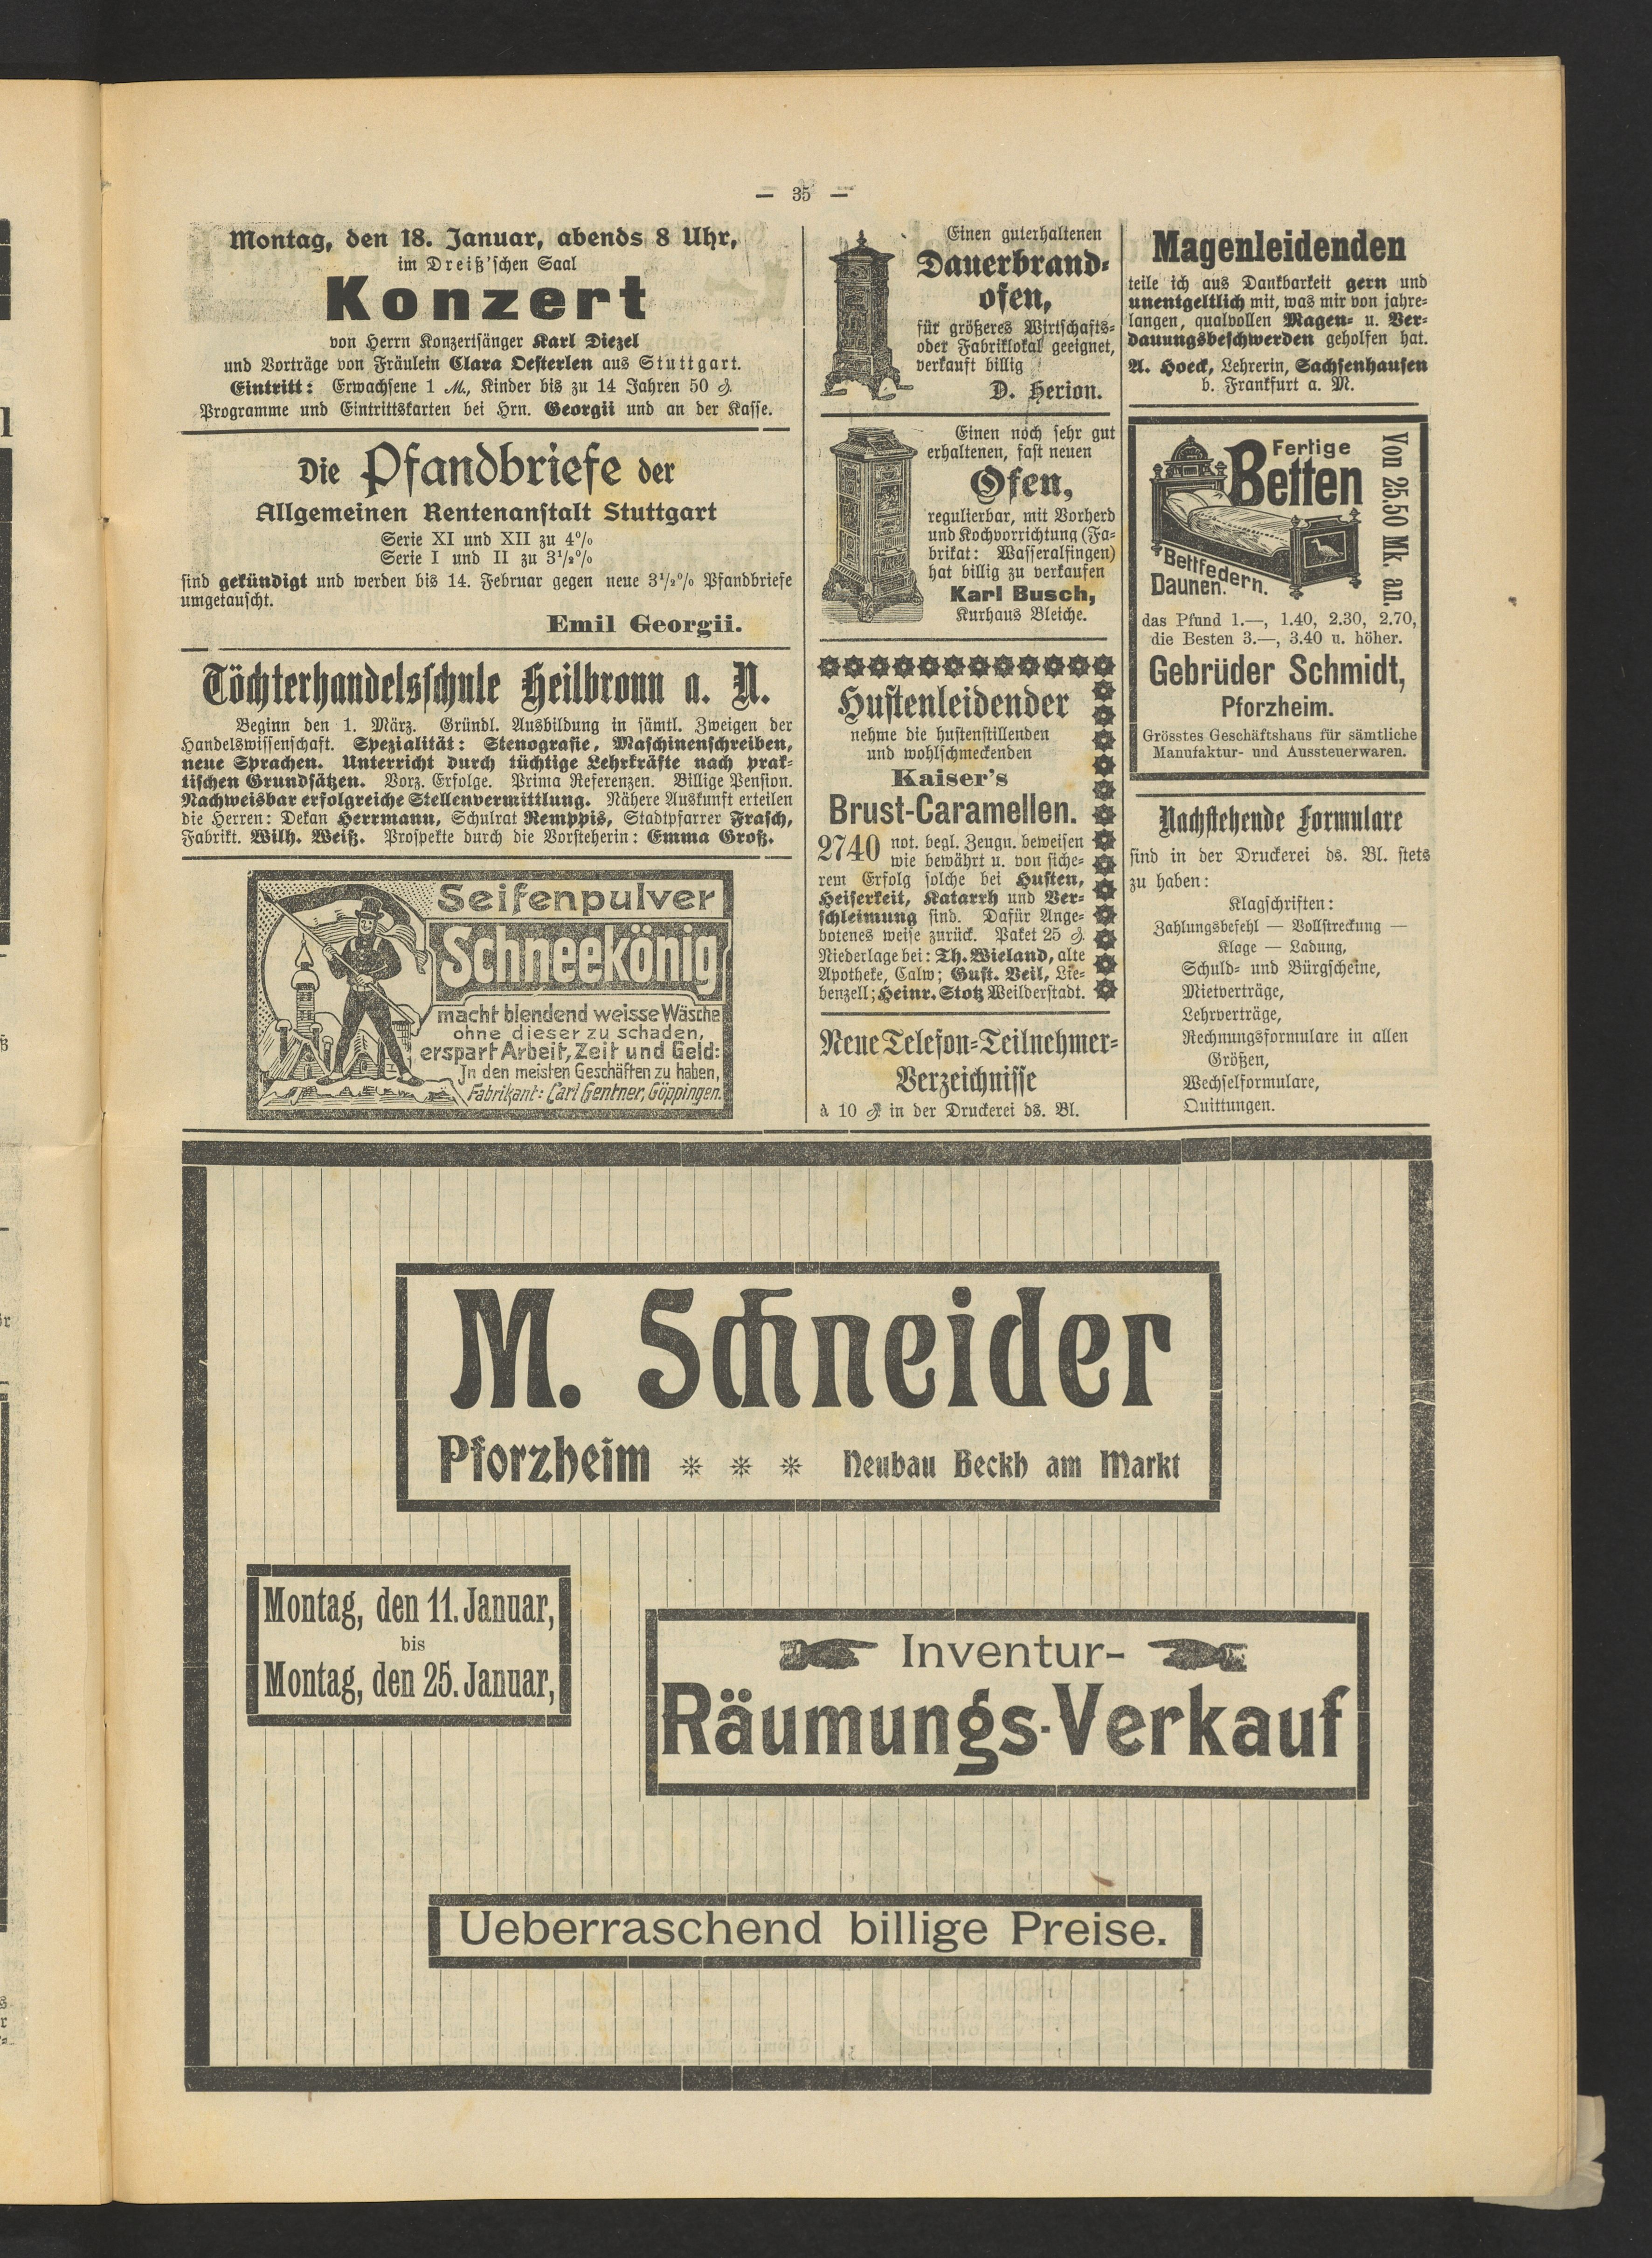 — 35 —
Montag, den 18. Januar, abends 8 Uhr,
im Dreiß'schen Saal
Konzert
von Herrn Konzertsänger Karl Diezel
und Vorträge von Fräulein Clara Oesterlen aus Stuttgart.
Eintritt: Erwachsene 1 M., Kinder bis zu 14 Jahren 50 ₰.
Programme und Eintrittskarten bei Hrn. Georgii und an der Kasse.
Die Pfandbriefe der
Allgemeinen Rentenanstalt Stuttgart
Serie XI und XII zu 4%
Serie I und II zu 3½%
sind gekündigt und werden bis 14. Februar gegen neue 3½% Pfandbriefe
umgetauscht.
Emil Georgii.
Töchterhandelsschule Heilbronn a. N.
Beginn den 1. März. Gründl. Ausbildung in sämtl. Zweigen der
Handelswissenschaft. Spezialität: Stenografie, Maschinenschreiben,
neue Sprachen. Unterricht durch tüchtige Lehrkräfte nach prak-
tischen Grundsätzen. Vorz. Erfolge. Prima Referenzen. Billige Pension.
Nachweisbar erfolgreiche Stellenvermittlung. Nähere Auskunft erteilen
die Herren: Dekan Herrmann, Schulrat Remppis, Stadtpfarrer Frasch,
Fabrikt. Wilh. Weiß. Prospekte durch die Vorsteherin: Emma Groß.
Seifenpulver
Schneekönig
macht blendend weisse Wäsche
ohne dieser zu schaden,
erspart Arbeit, Zeit und Geld:
In den meisten Geschäften zu haben,
Fabrikant: Carl Gentner, Göppingen.
Einen guterhaltenen
Dauerbrand-
ofen,
für größeres Wirtschafts-
oder Fabriklokal geeignet,
verkauft billig
D. Herion.
Einen noch sehr gut
erhaltenen, fast neuen
Ofen,
regulierbar, mit Vorherd
und Kochvorrichtung (Fa-
brikat: Wasseralfingen)
hat billig zu verkaufen
Karl Busch,
Kurhaus Bleiche.
Hustenleidender
nehme die hustenstillenden
und wohlschmeckenden
Kaiser's
Brust-Caramellen.
2740 not. begl. Zeugn. beweisen
wie bewährt u. von siche-
rem Erfolg solche bei Husten,
Heiserkeit, Katarrh und Ver-
schleimung sind. Dafür Ange-
botenes weise zurück. Paket 25 ₰.
Niederlage bei: Th. Wieland, alte
Apotheke, Calw; Gust. Veil, Lie-
benzell; Heinr. Stotz Weilderstadt.
Neue Telefon-Teilnehmer-
Verzeichnisse
à 10 ₰ in der Druckerei ds. Bl.
Magenleidenden
teile ich aus Dankbarkeit gern und
unentgeltlich mit, was mir von jahre-
langen, qualvollen Magen- u. Ver-
dauungsbeschwerden geholfen hat.
A. Hoeck, Lehrerin, Sachsenhausen
b. Frankfurt a. M.
Fertige
Betten
Von 25.50 Mk. an.
Bettfedern.
Daunen.
das Pfund 1.—, 1.40, 2.30, 2.70,
die Besten 3.—, 3.40 u. höher.
Gebrüder Schmidt,
Pforzheim.
Grösstes Geschäftshaus für sämtliche
Manufaktur- und Aussteuerwaren.
Nachstehende Formulare
sind in der Druckerei ds. Bl. stets
zu haben:
Klagschriften:
Zahlungsbefehl — Vollstreckung —
Klage — Ladung,
Schuld- und Bürgscheine,
Mietverträge,
Lehrverträge,
Rechnungsformulare in allen
Größen,
Wechselformulare,
Quittungen.
M. Schneider
Pforzheim * * * Neubau Beckh am Markt
Montag, den 11. Januar,
bis
Montag, den 25. Januar,
Inventur-
Räumungs-Verkauf
Ueberraschend billige Preise.